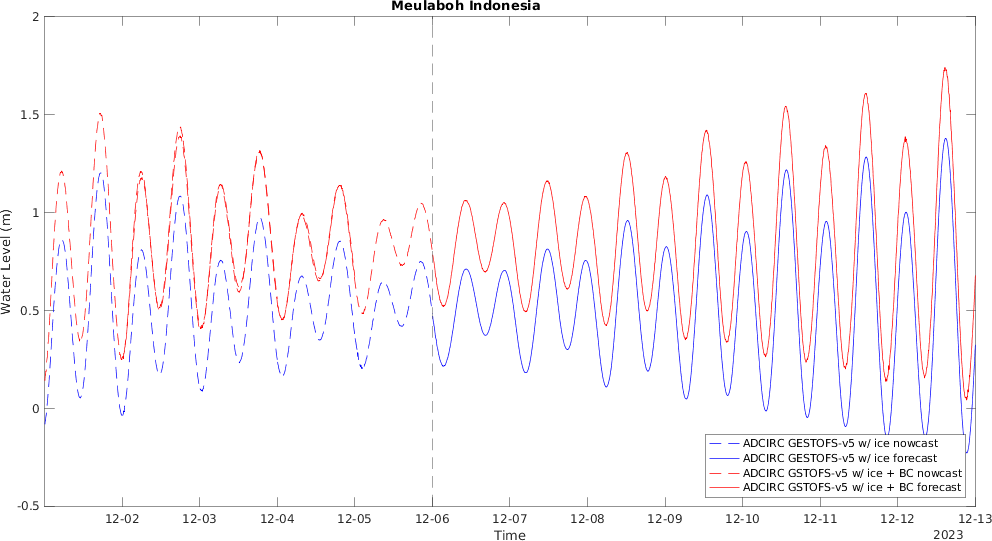 Meulaboh Indonesia
2
1.5
1
0.5
0
-0.5
Water Level (m)
ADCIRC GESTOFS-v5 w/ ice nowcast
ADCIRC GESTOFS-v5 w/ ice forecast
ADCIRC GSTOFS-v5 w/ ice + BC nowcast
ADCIRC GSTOFS-v5 w/ ice + BC forecast
12-02 12-03 12-04 12-05 12-06 12-07 12-08 12-09 12-10 12-11 12-12 12-13
Time
2023